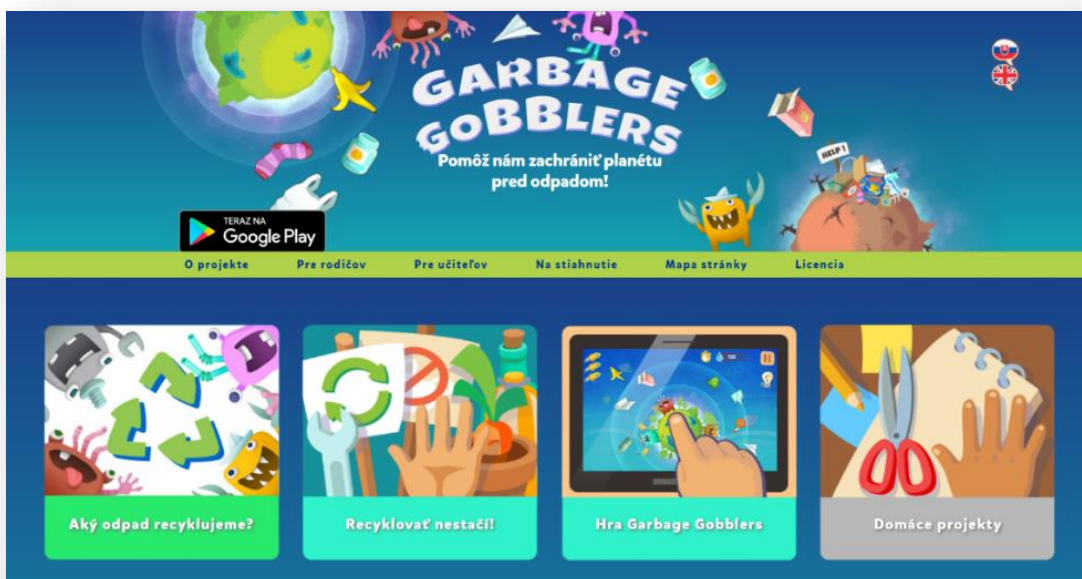 GARBAGE
GOBBLERS
Pomôž nám zachrániť planétu
pred odpadom!
HELP!
TERAZ NA
Google Play
O projekte Pre rodičov Pre učiteľov Na stiahnutie Mapa stránky Licencia
Aký odpad recyklujeme? Recyklovať nestačí! Hra Garbage Gobblers Domáce projekty